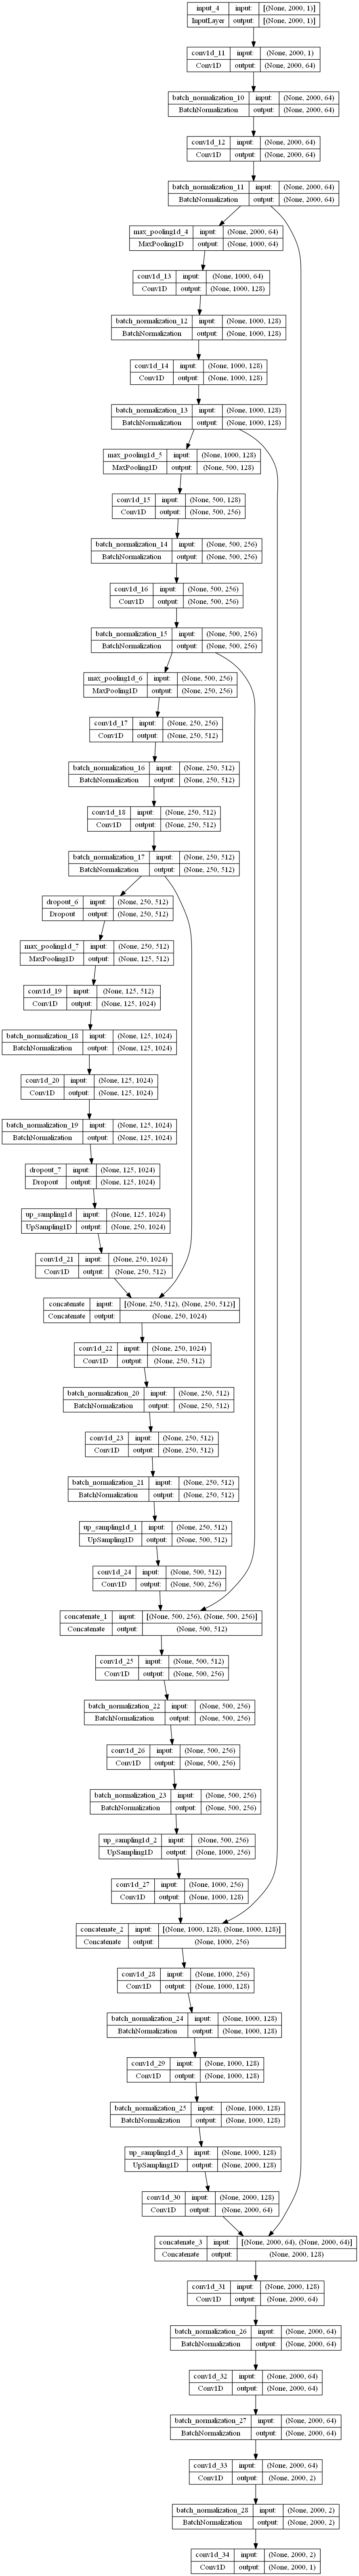 input_4 input: [(None, 2000, 1)]
InputLayer output: [(None, 2000, 1)]
conv1d_11 input: (None, 2000, 1)
Conv1D output: (None, 2000, 64)
batch_normalization_10 input: (None, 2000, 64)
BatchNormalization output: (None, 2000, 64)
conv1d_12 input: (None, 2000, 64)
Conv1D output: (None, 2000, 64)
batch_normalization_11 input: (None, 2000, 64)
BatchNormalization output: (None, 2000, 64)
max_pooling1d_4 input: (None, 2000, 64)
MaxPooling1D output: (None, 1000, 64)
conv1d_13 input: (None, 1000, 64)
Conv1D output: (None, 1000, 128)
batch_normalization_12 input: (None, 1000, 128)
BatchNormalization output: (None, 1000, 128)
conv1d_14 input: (None, 1000, 128)
Conv1D output: (None, 1000, 128)
batch_normalization_13 input: (None, 1000, 128)
BatchNormalization output: (None, 1000, 128)
max_pooling1d_5 input: (None, 1000, 128)
MaxPooling1D output: (None, 500, 128)
conv1d_15 input: (None, 500, 128)
Conv1D output: (None, 500, 256)
batch_normalization_14 input: (None, 500, 256)
BatchNormalization output: (None, 500, 256)
conv1d_16 input: (None, 500, 256)
Conv1D output: (None, 500, 256)
batch_normalization_15 input: (None, 500, 256)
BatchNormalization output: (None, 500, 256)
max_pooling1d_6 input: (None, 500, 256)
MaxPooling1D output: (None, 250, 256)
conv1d_17 input: (None, 250, 256)
Conv1D output: (None, 250, 512)
batch_normalization_16 input: (None, 250, 512)
BatchNormalization output: (None, 250, 512)
conv1d_18 input: (None, 250, 512)
Conv1D output: (None, 250, 512)
batch_normalization_17 input: (None, 250, 512)
BatchNormalization output: (None, 250, 512)
dropout_6 input: (None, 250, 512)
Dropout output: (None, 250, 512)
max_pooling1d_7 input: (None, 250, 512)
MaxPooling1D output: (None, 125, 512)
conv1d_19 input: (None, 125, 512)
Conv1D output: (None, 125, 1024)
batch_normalization_18 input: (None, 125, 1024)
BatchNormalization output: (None, 125, 1024)
conv1d_20 input: (None, 125, 1024)
Conv1D output: (None, 125, 1024)
batch_normalization_19 input: (None, 125, 1024)
BatchNormalization output: (None, 125, 1024)
dropout_7 input: (None, 125, 1024)
Dropout output: (None, 125, 1024)
up_sampling1d input: (None, 125, 1024)
UpSampling1D output: (None, 250, 1024)
conv1d_21 input: (None, 250, 1024)
Conv1D output: (None, 250, 512)
concatenate input: [(None, 250, 512), (None, 250, 512)]
Concatenate output: (None, 250, 1024)
conv1d_22 input: (None, 250, 1024)
Conv1D output: (None, 250, 512)
batch_normalization_20 input: (None, 250, 512)
BatchNormalization output: (None, 250, 512)
conv1d_23 input: (None, 250, 512)
Conv1D output: (None, 250, 512)
batch_normalization_21 input: (None, 250, 512)
BatchNormalization output: (None, 250, 512)
up_sampling1d_1 input: (None, 250, 512)
UpSampling1D output: (None, 500, 512)
conv1d_24 input: (None, 500, 512)
Conv1D output: (None, 500, 256)
concatenate_1 input: [(None, 500, 256), (None, 500, 256)]
Concatenate output: (None, 500, 512)
conv1d_25 input: (None, 500, 512)
Conv1D output: (None, 500, 256)
batch_normalization_22 input: (None, 500, 256)
BatchNormalization output: (None, 500, 256)
conv1d_26 input: (None, 500, 256)
Conv1D output: (None, 500, 256)
batch_normalization_23 input: (None, 500, 256)
BatchNormalization output: (None, 500, 256)
up_sampling1d_2 input: (None, 500, 256)
UpSampling1D output: (None, 1000, 256)
conv1d_27 input: (None, 1000, 256)
Conv1D output: (None, 1000, 128)
concatenate_2 input: [(None, 1000, 128), (None, 1000, 128)]
Concatenate output: (None, 1000, 256)
conv1d_28 input: (None, 1000, 256)
Conv1D output: (None, 1000, 128)
batch_normalization_24 input: (None, 1000, 128)
BatchNormalization output: (None, 1000, 128)
conv1d_29 input: (None, 1000, 128)
Conv1D output: (None, 1000, 128)
batch_normalization_25 input: (None, 1000, 128)
BatchNormalization output: (None, 1000, 128)
up_sampling1d_3 input: (None, 1000, 128)
UpSampling1D output: (None, 2000, 128)
conv1d_30 input: (None, 2000, 128)
Conv1D output: (None, 2000, 64)
concatenate_3 input: [(None, 2000, 64), (None, 2000, 64)]
Concatenate output: (None, 2000, 128)
conv1d_31 input: (None, 2000, 128)
Conv1D output: (None, 2000, 64)
batch_normalization_26 input: (None, 2000, 64)
BatchNormalization output: (None, 2000, 64)
conv1d_32 input: (None, 2000, 64)
Conv1D output: (None, 2000, 64)
batch_normalization_27 input: (None, 2000, 64)
BatchNormalization output: (None, 2000, 64)
conv1d_33 input: (None, 2000, 64)
Conv1D output: (None, 2000, 2)
batch_normalization_28 input: (None, 2000, 2)
BatchNormalization output: (None, 2000, 2)
conv1d_34 input: (None, 2000, 2)
Conv1D output: (None, 2000, 1)